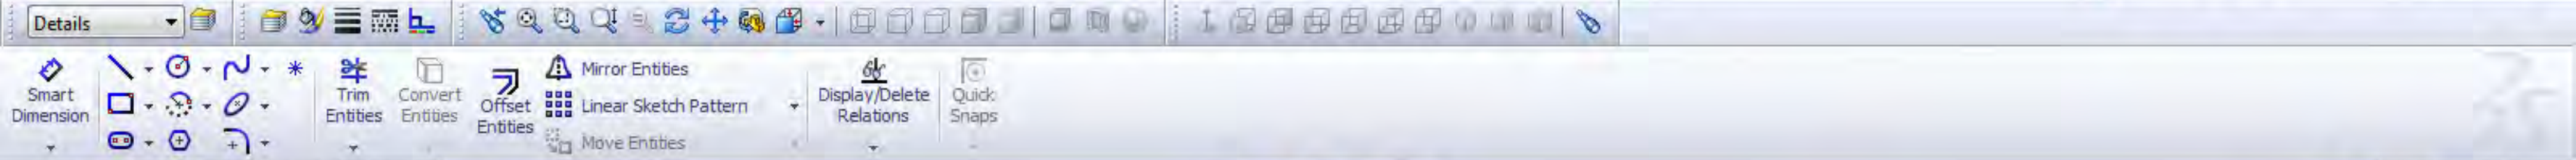 Details
Smart
Dimension
Trim
Entities
Convert
Entities
Offset
Entities
Mirror Entities
Linear Sketch Pattern
Move Entities
Display/Delete
Relations
Quick
Snaps